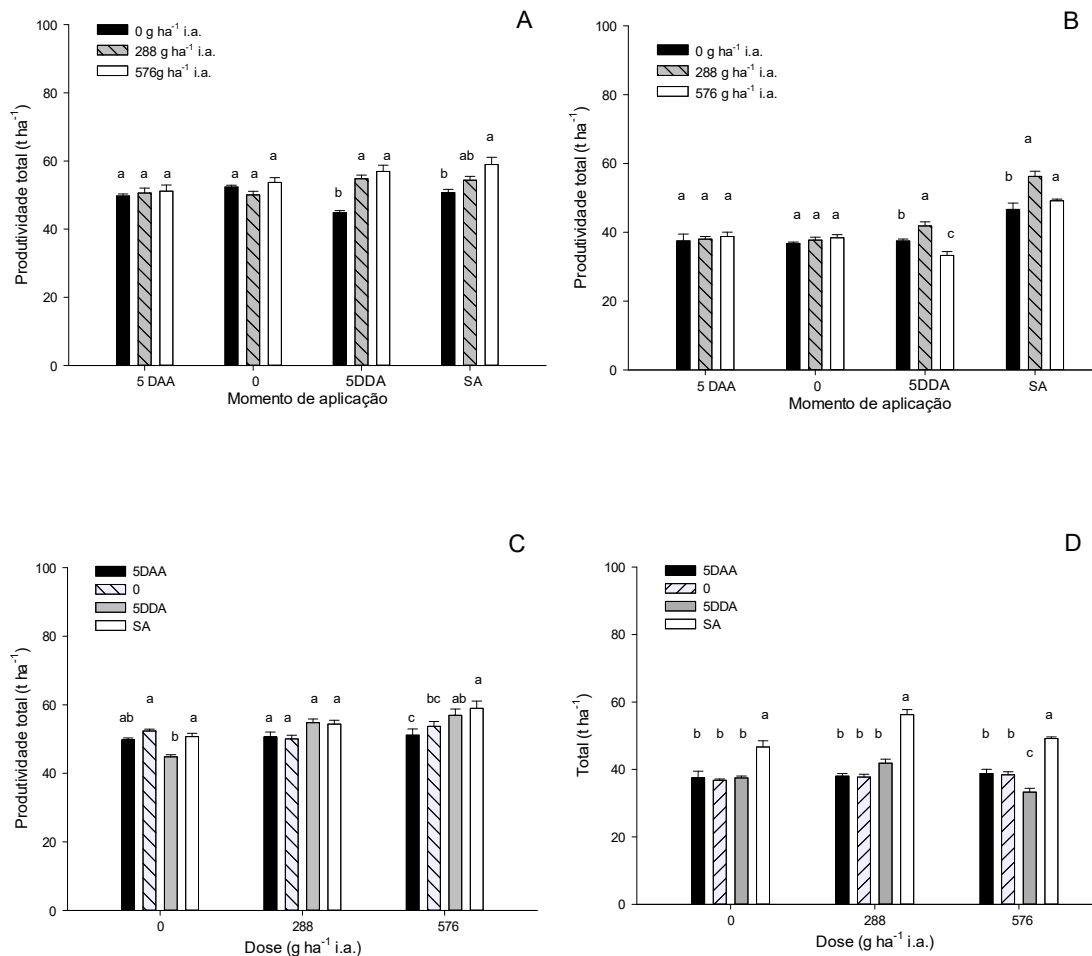 A
0 g ha⁻¹ i.a.
288 g ha⁻¹ i.a.
576g ha⁻¹ i.a.
Produtividade total (t ha⁻¹)
100
80
60
40
20
0
a a a
a a a
b a a
b ab a
5 DAA 0 5DDA SA
Momento de aplicação
B
0 g ha⁻¹ i.a.
288 g ha⁻¹ i.a.
576 g ha⁻¹ i.a.
Produtividade total (t ha⁻¹)
100
80
60
40
20
0
a a a
a a a
b a c
b a a
5 DAA 0 5DDA SA
Momento de aplicação
C
5DAA
0
5DDA
SA
Produtividade total (t ha⁻¹)
100
80
60
40
20
0
ab a b a
a a a a
c bc ab a
0 288 576
Dose (g ha⁻¹ i.a.)
D
5DAA
0
5DDA
SA
Total (t ha⁻¹)
100
80
60
40
20
0
b b b a
b b b a
b b c a
0 288 576
Dose (g ha⁻¹ i.a.)